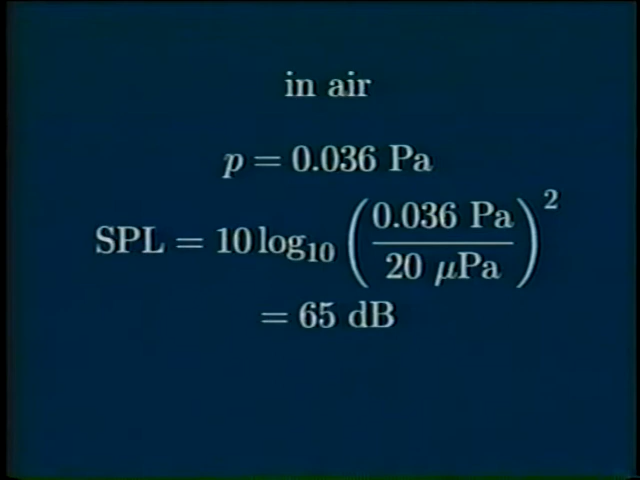 in air
p = 0.036 Pa
SPL = 10 log₁₀ (0.036 Pa / 20 μPa)²
= 65 dB